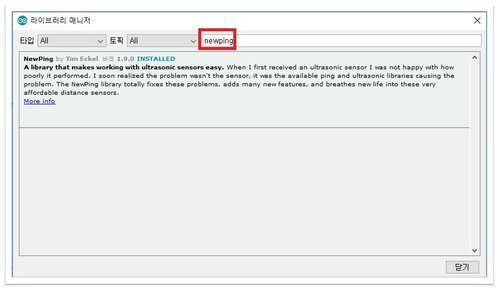 라이브러리 매니저
타입 All 토픽 All newping
NewPing by Tim Eckel 버전 1.9.0 INSTALLED
A library that makes working with ultrasonic sensors easy. When I first received an ultrasonic sensor I was not happy with how
poorly it performed. I soon realized the problem wasn't the sensor, it was the available ping and ultrasonic libraries causing the
problem. The NewPing library totally fixes these problems, adds many new features, and breathes new life into these very
affordable distance sensors.
More info
닫기